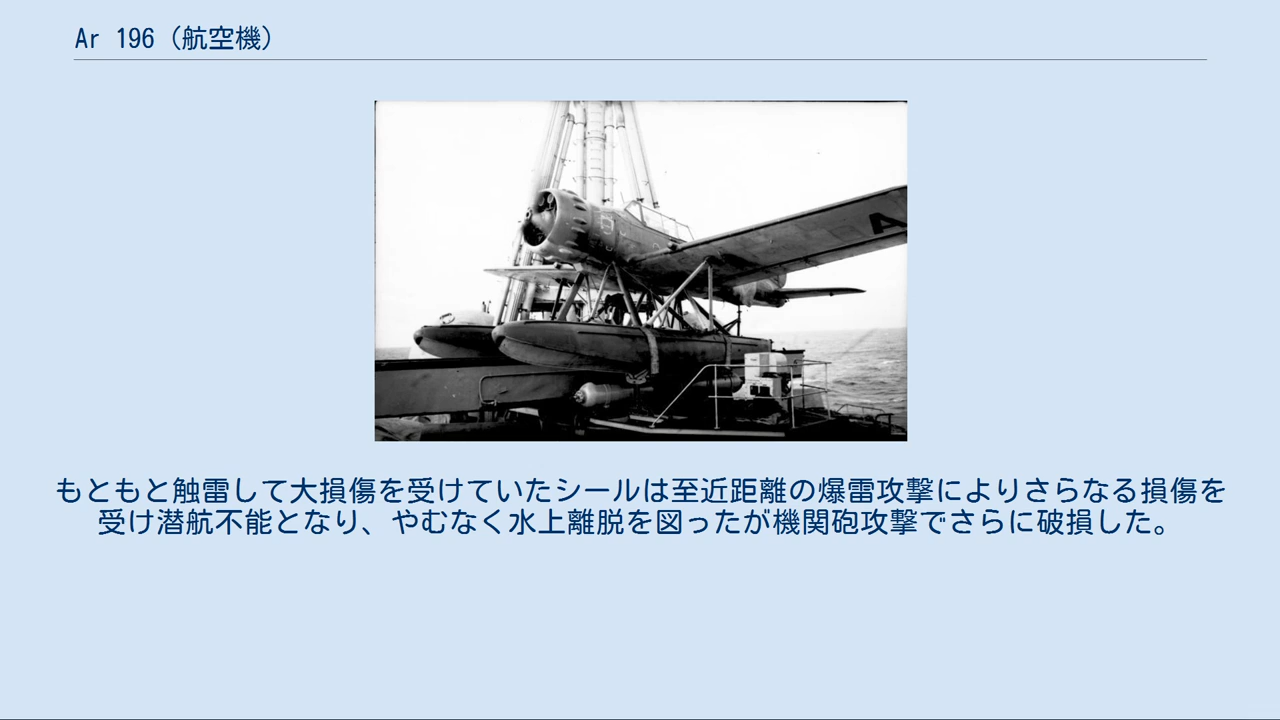 Ar 196（航空機）
A
もともと触雷して大損傷を受けていたシールは至近距離の爆雷攻撃によりさらなる損傷を
受け潜航不能となり、やむなく水上離脱を図ったが機関砲攻撃でさらに破損した。